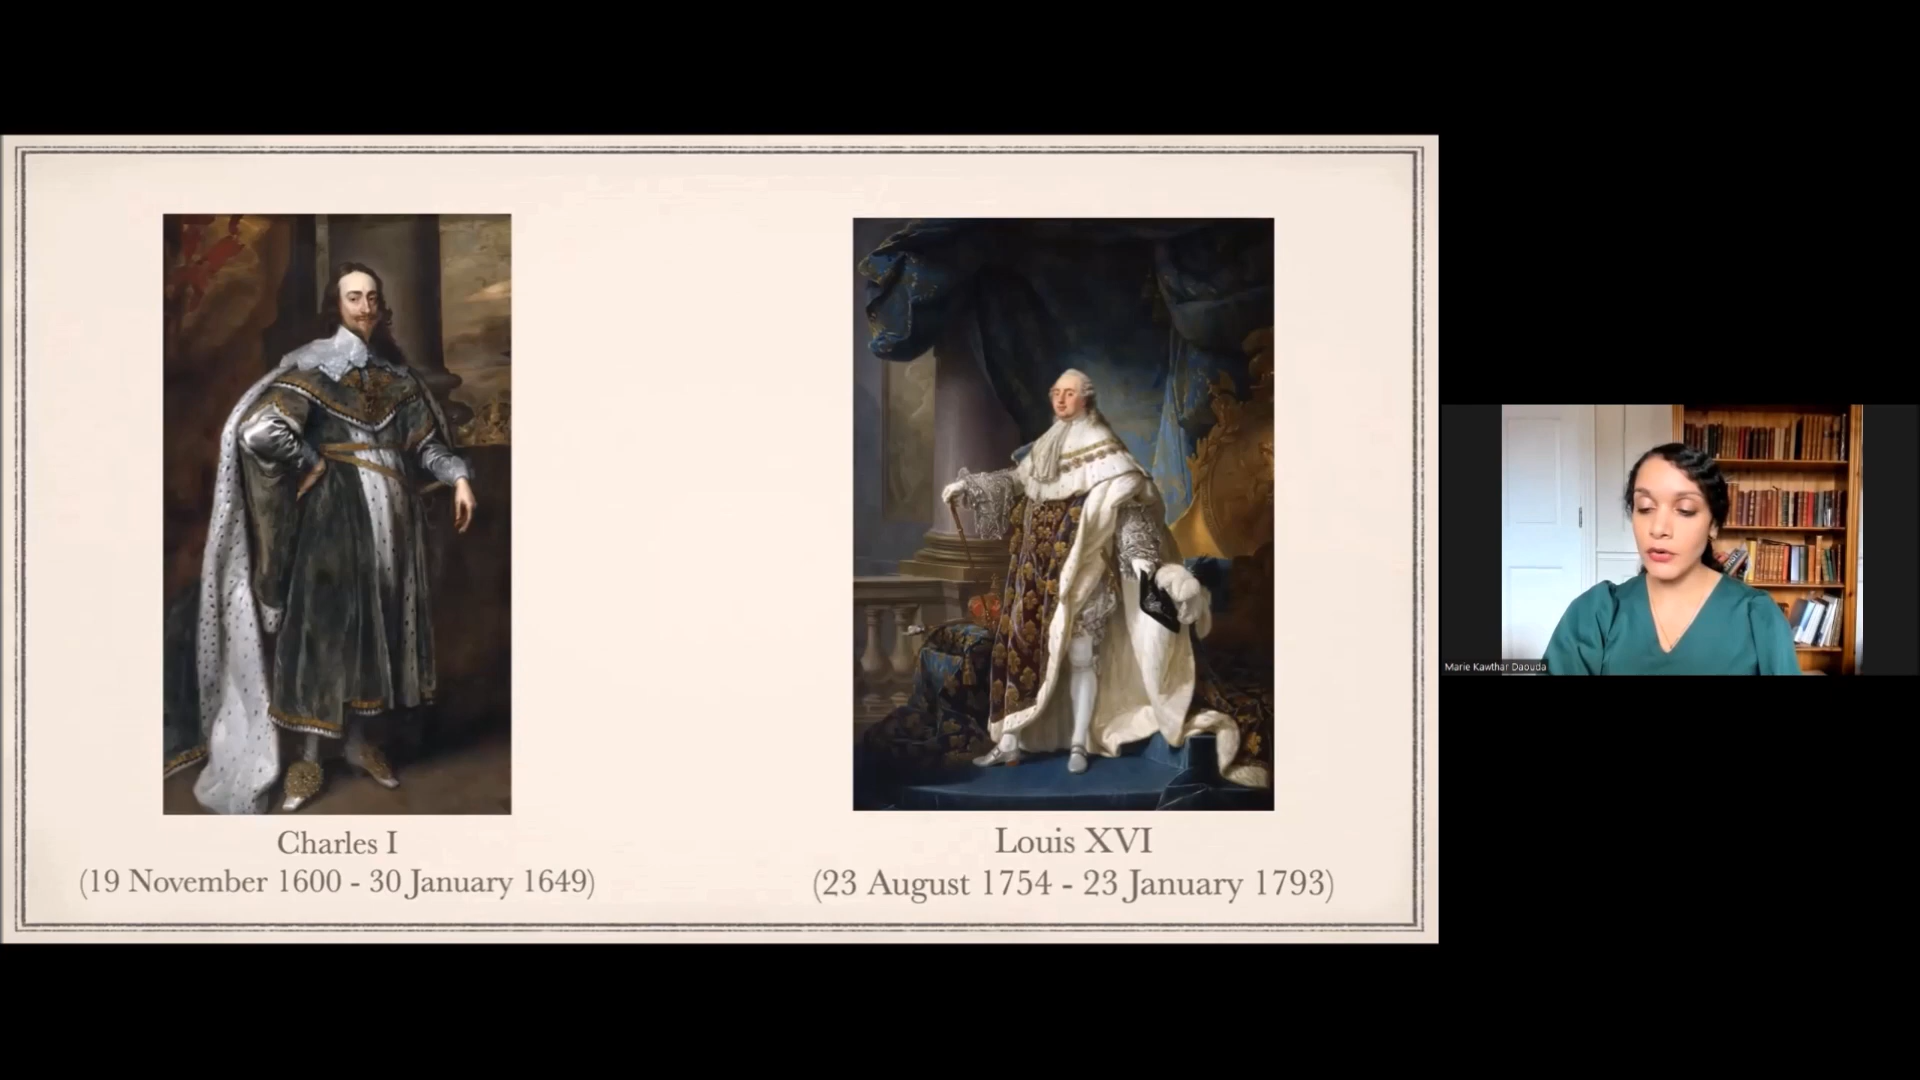 Charles I
(19 November 1600 - 30 January 1649)
Louis XVI
(23 August 1754 - 23 January 1793)
Marie Kawthar Daouda